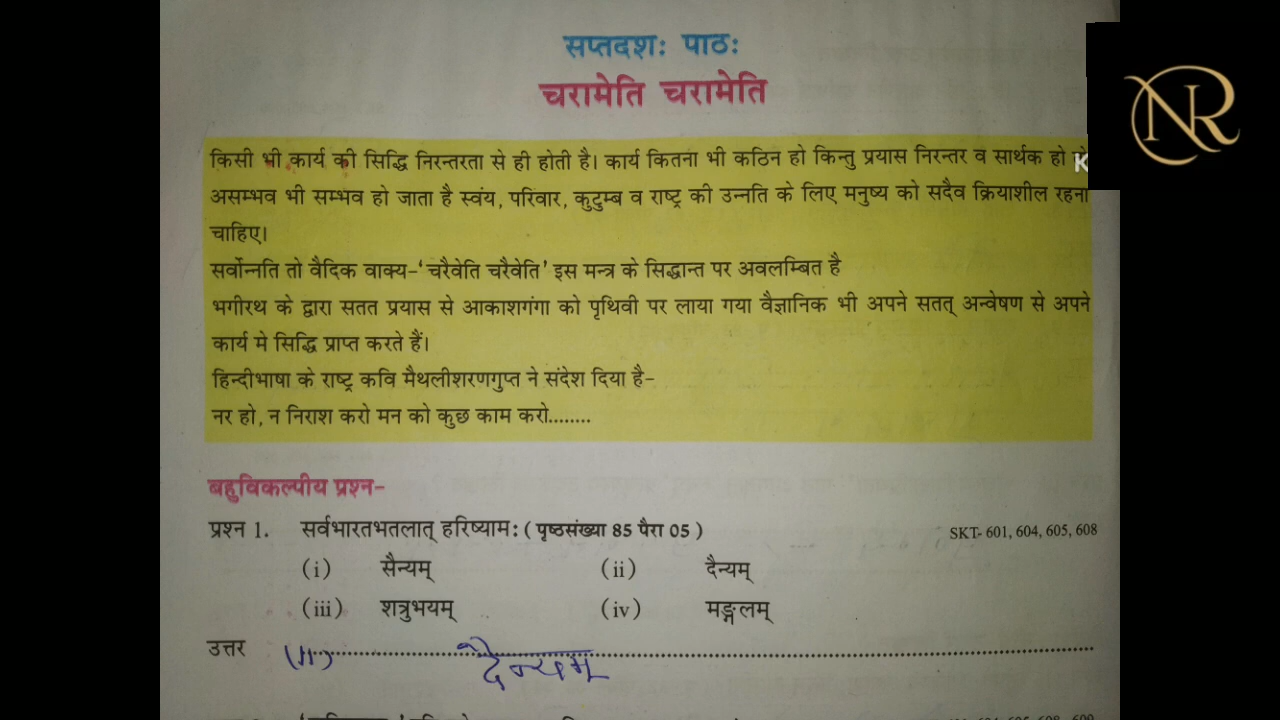 सप्तदशः पाठः
चरामेति चरामेति
NR
किसी भी कार्य की सिद्धि निरन्तरता से ही होती है। कार्य कितना भी कठिन हो किन्तु प्रयास निरन्तर व सार्थक हो
असम्भव भी सम्भव हो जाता है स्वंय, परिवार, कुटुम्ब व राष्ट्र की उन्नति के लिए मनुष्य को सदैव क्रियाशील रहना
चाहिए।
सर्वोन्नति तो वैदिक वाक्य-‘चरैवेति चरैवेति’ इस मन्त्र के सिद्धान्त पर अवलम्बित है
भगीरथ के द्वारा सतत प्रयास से आकाशगंगा को पृथिवी पर लाया गया वैज्ञानिक भी अपने सतत् अन्वेषण से अपने
कार्य मे सिद्धि प्राप्त करते हैं।
हिन्दीभाषा के राष्ट्र कवि मैथलीशरणगुप्त ने संदेश दिया है-
नर हो, न निराश करो मन को कुछ काम करो........
बहुविकल्पीय प्रश्न-
प्रश्न 1. सर्वभारतभतलात् हरिष्यामः ( पृष्ठसंख्या 85 पैरा 05 ) SKT- 601, 604, 605, 608
(i) सैन्यम् (ii) दैन्यम्
(iii) शत्रुभयम् (iv) मङ्गलम्
उत्तर (ii) दैन्यम्